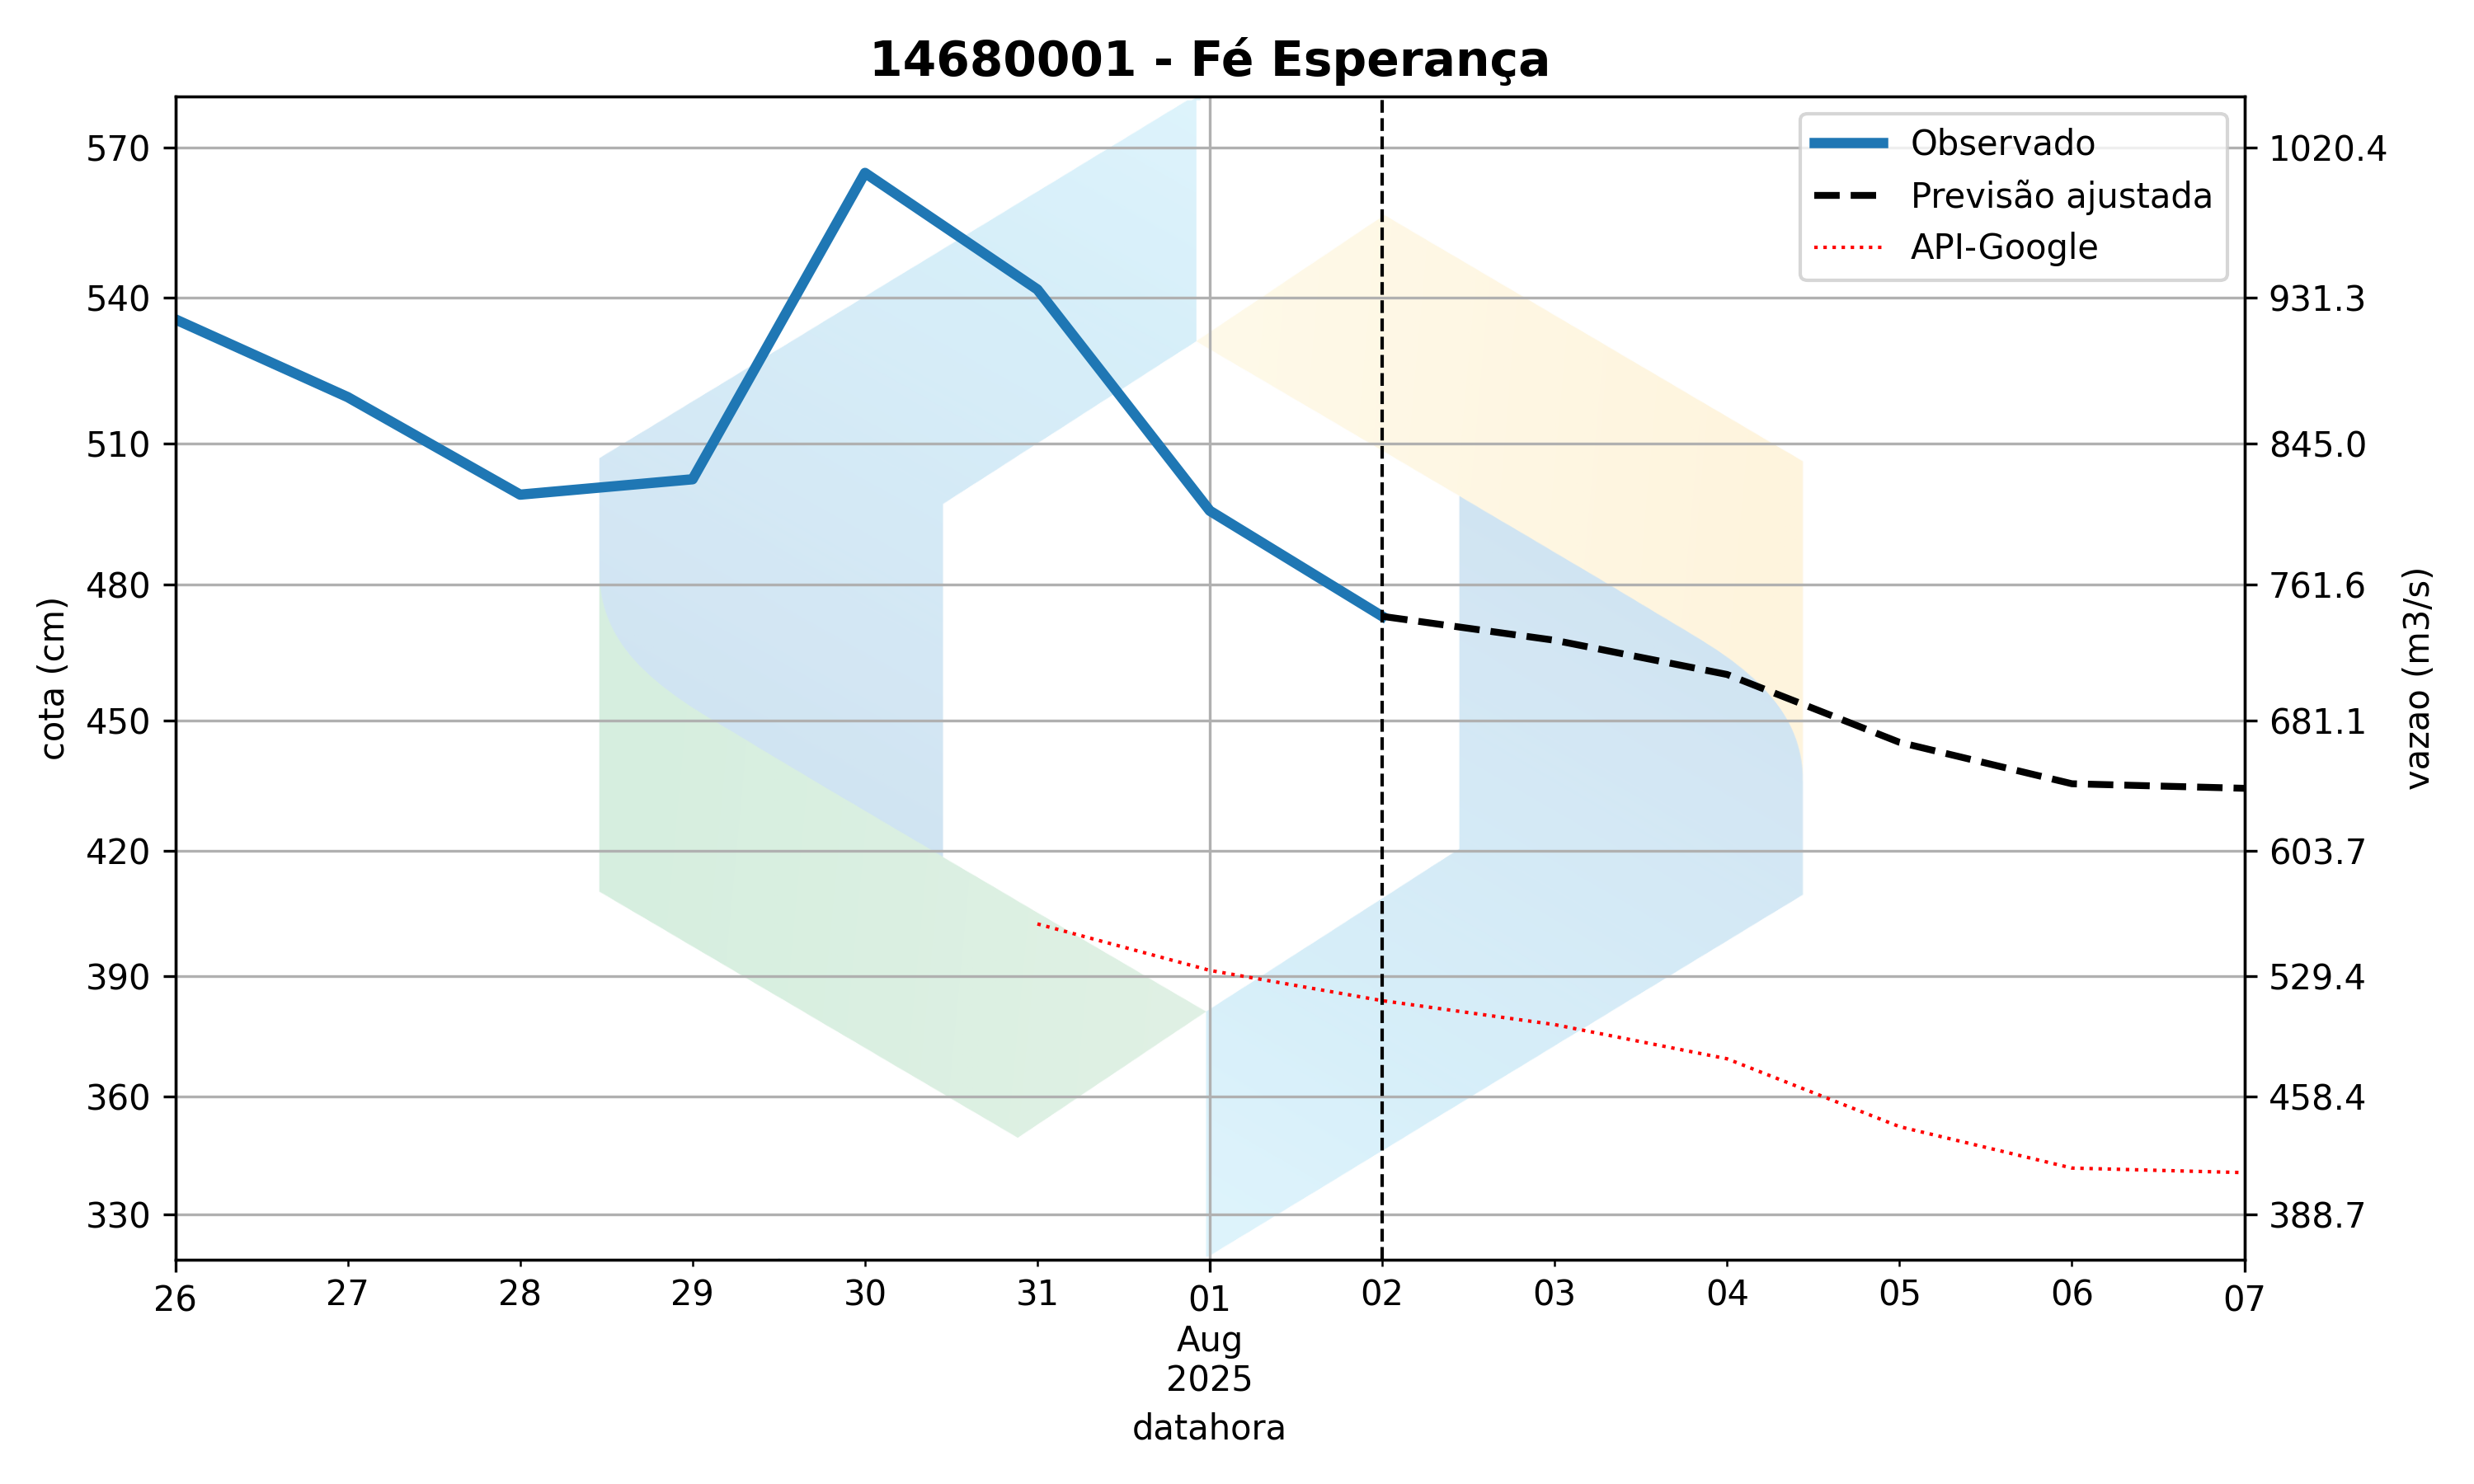 14680001 - Fé Esperança
Observado
Previsão ajustada
API-Google
cota (cm)
570
540
510
480
450
420
390
360
330
1020.4
931.3
845.0
761.6
681.1
603.7
529.4
458.4
388.7
vazao (m3/s)
26 27 28 29 30 31 01 02 03 04 05 06 07
Aug
2025
datahora